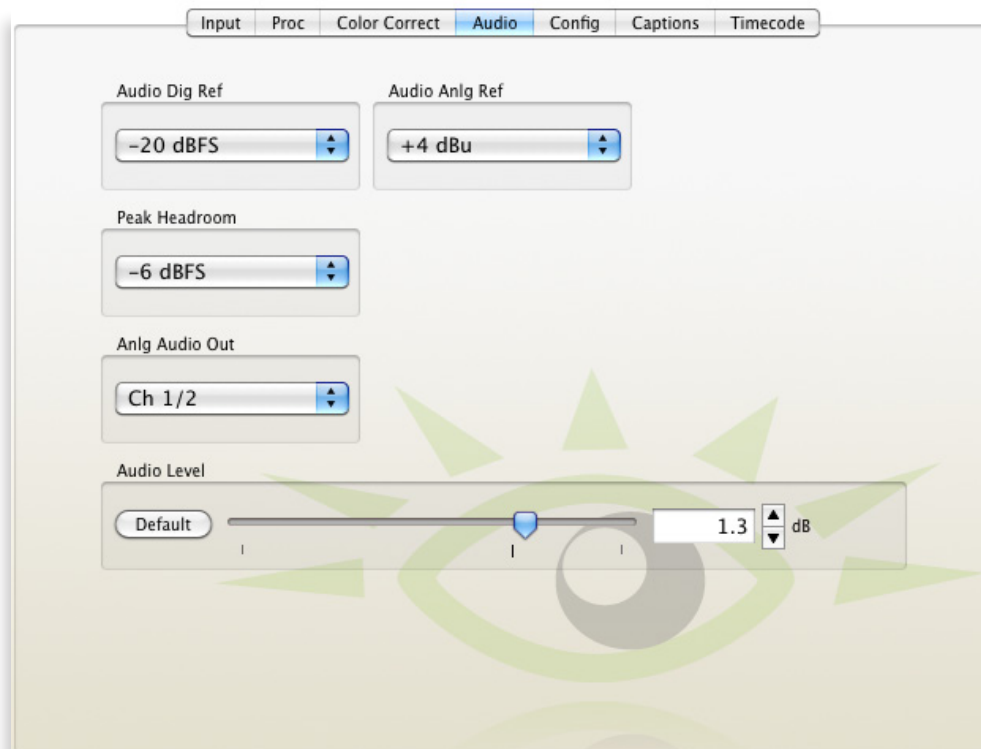 Input Proc Color Correct Audio Config Captions Timecode
Audio Dig Ref Audio Anlg Ref
-20 dBFS +4 dBu
Peak Headroom
-6 dBFS
Anlg Audio Out
Ch 1/2
Audio Level
Default 1.3 dB